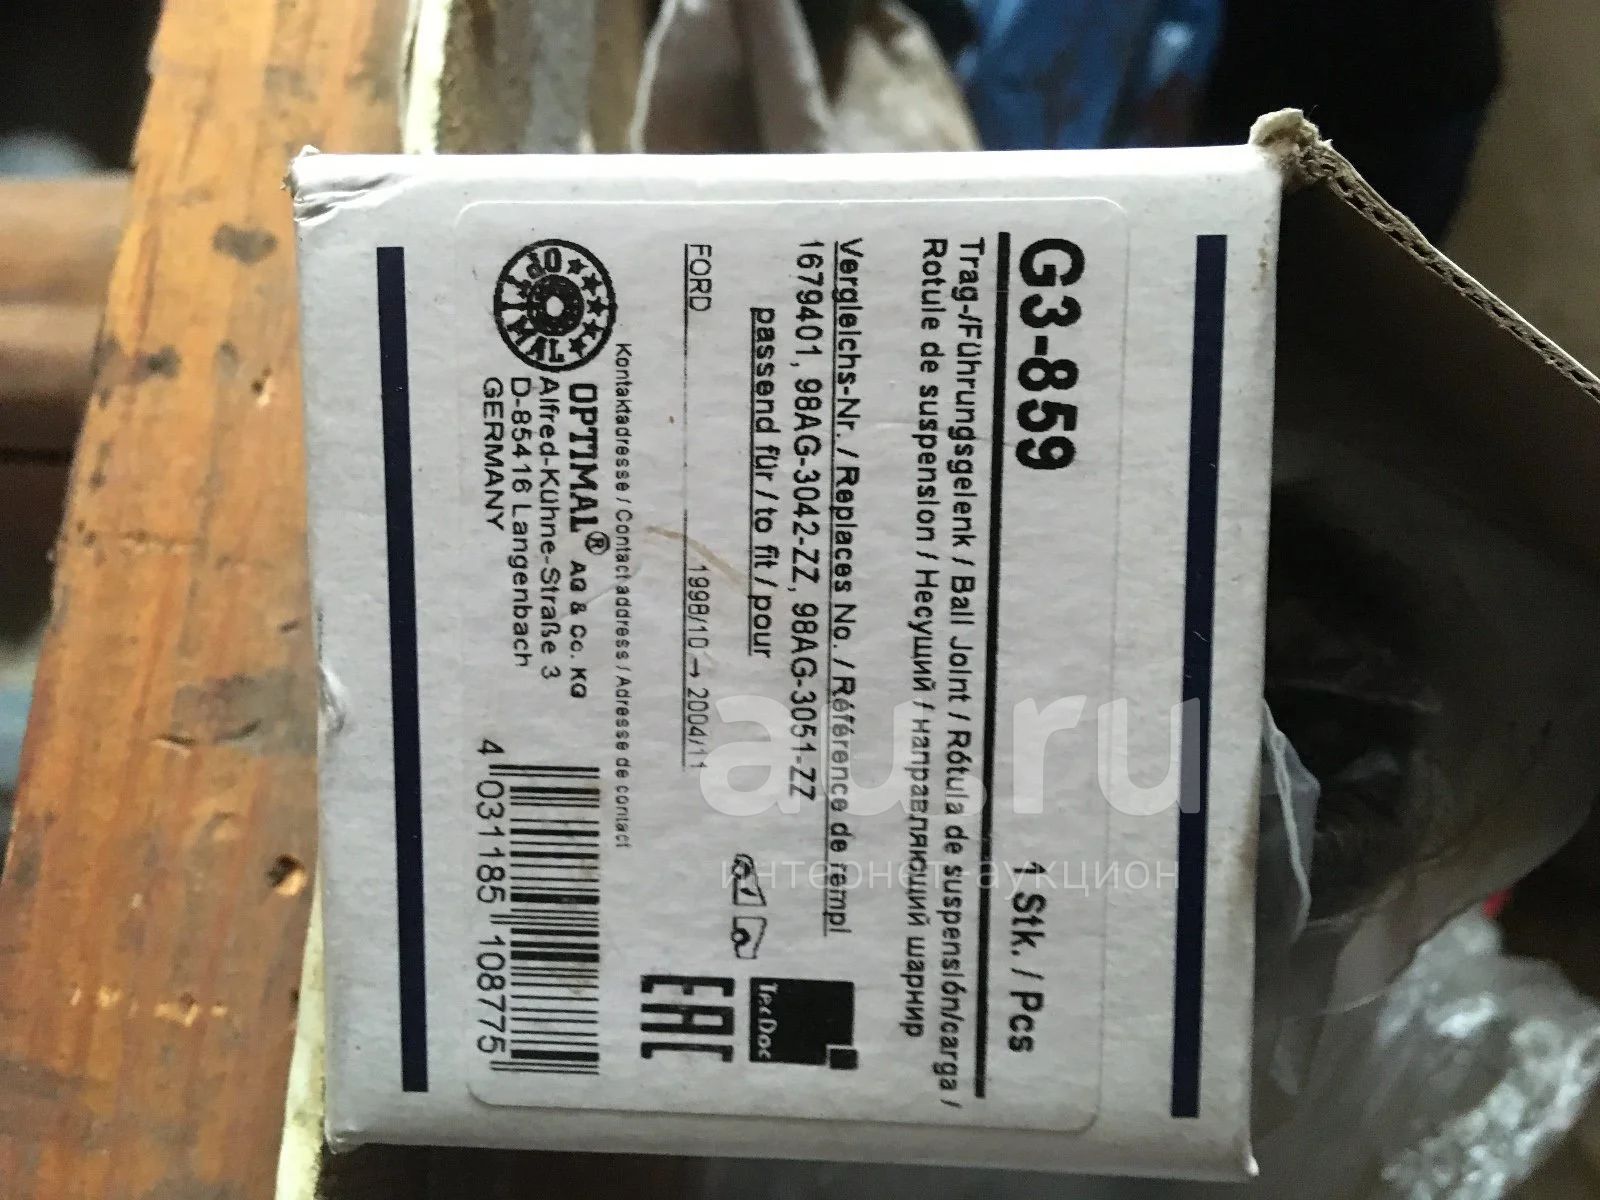 G3-859
1 Stk. / Pcs
Trag-/Führungsgelenk / Ball Joint / Rótula de suspensión/carga /
Rotule de suspension / Несущий / направляющий шарнир
Vergleichs-Nr. / Replaces No. / Référence de rempl
1679401, 98AG-3042-ZZ, 98AG-3051-ZZ
passend für / to fit / pour
FORD 1998/10 → 2004/11
TecDoc
EAC
Kontaktadresse / Contact address / Adresse de contact
OPTIMAL
OPTIMAL® AG & Co. KG
Alfred-Kühne-Straße 3
D-85416 Langenbach
GERMANY
4 031185 108775
au.ru
интернет-аукцион